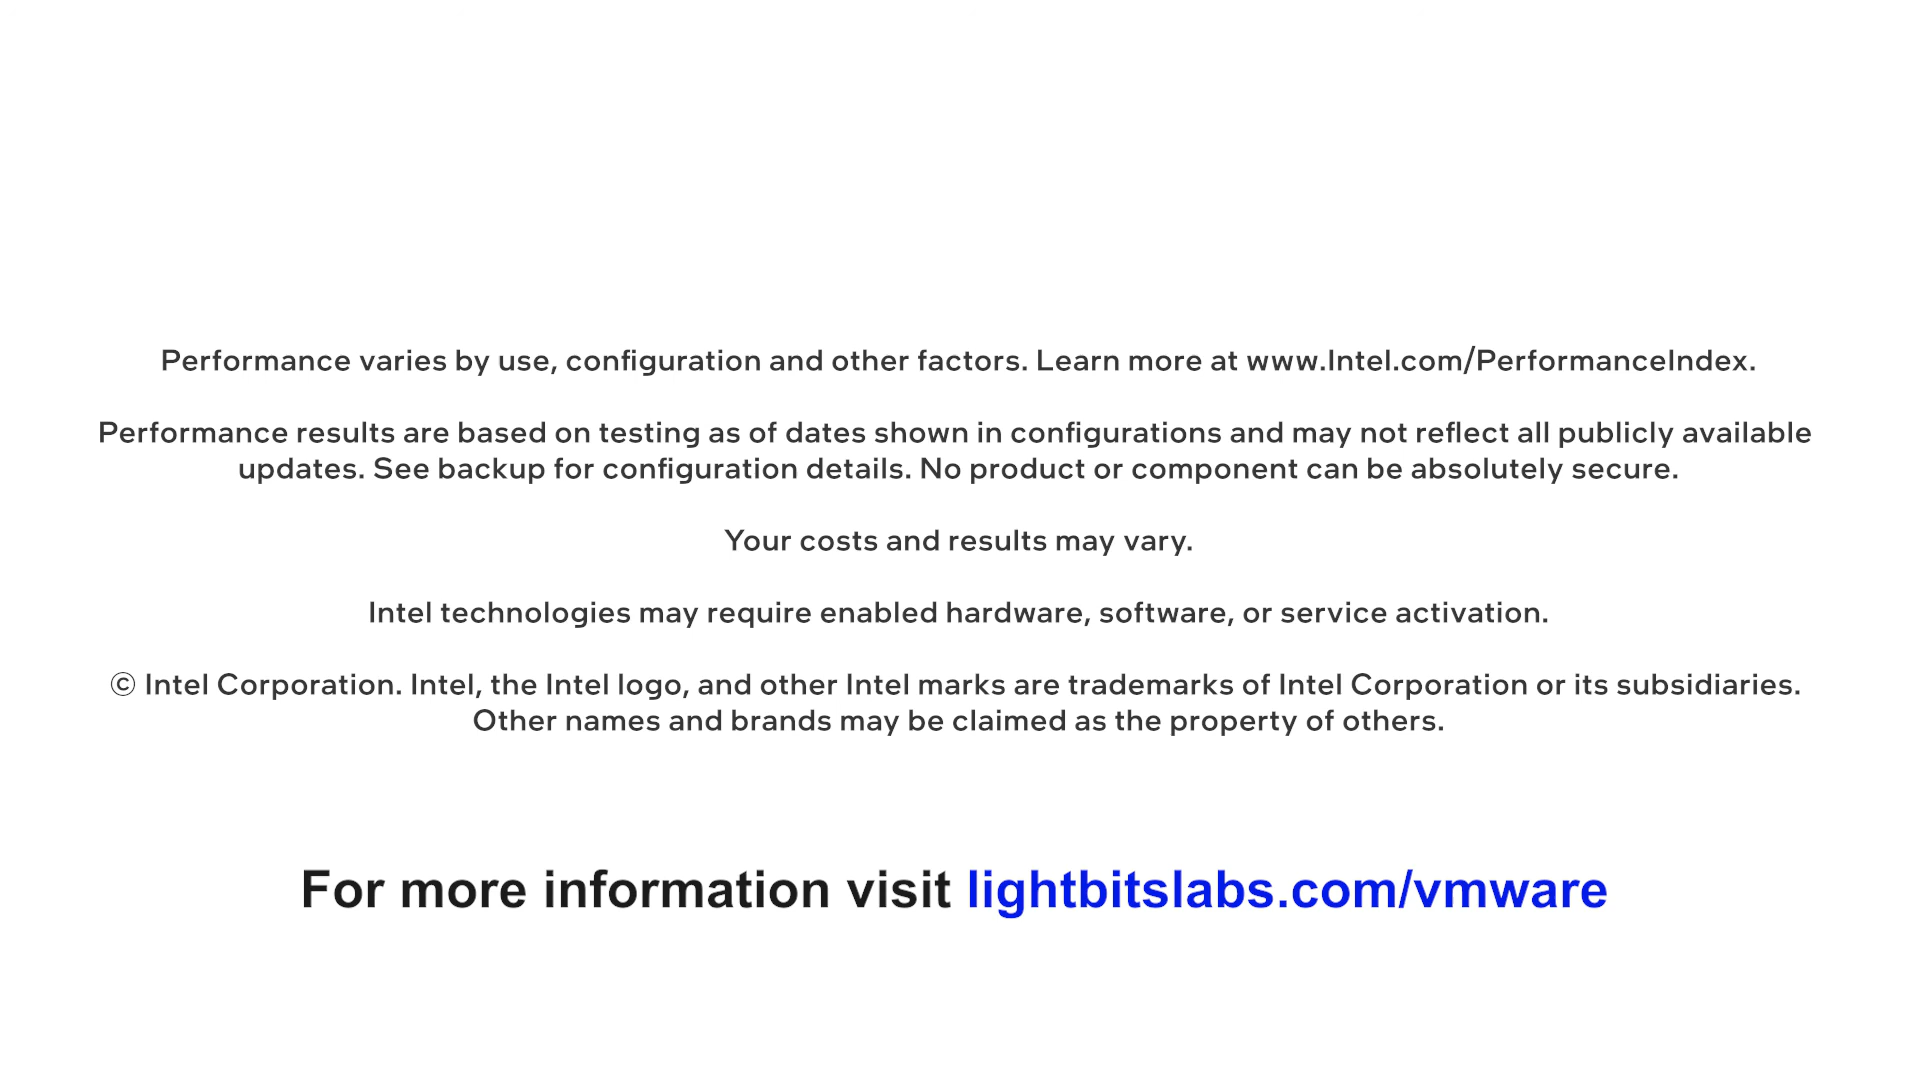 Performance varies by use, configuration and other factors. Learn more at www.Intel.com/PerformanceIndex.
Performance results are based on testing as of dates shown in configurations and may not reflect all publicly available
updates. See backup for configuration details. No product or component can be absolutely secure.
Your costs and results may vary.
Intel technologies may require enabled hardware, software, or service activation.
© Intel Corporation. Intel, the Intel logo, and other Intel marks are trademarks of Intel Corporation or its subsidiaries.
Other names and brands may be claimed as the property of others.
For more information visit lightbitslabs.com/vmware